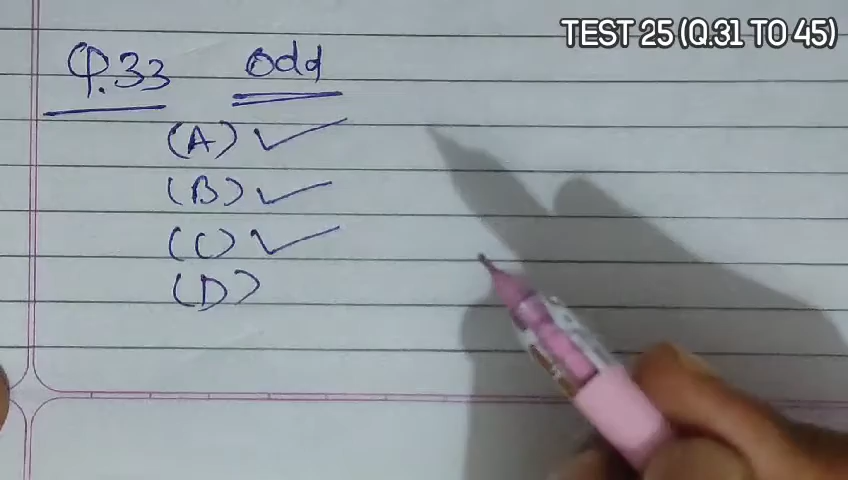 TEST 25 (Q.31 TO 45)
Q.33 Odd
(A) ✓
(B) ✓
(C) ✓
(D)